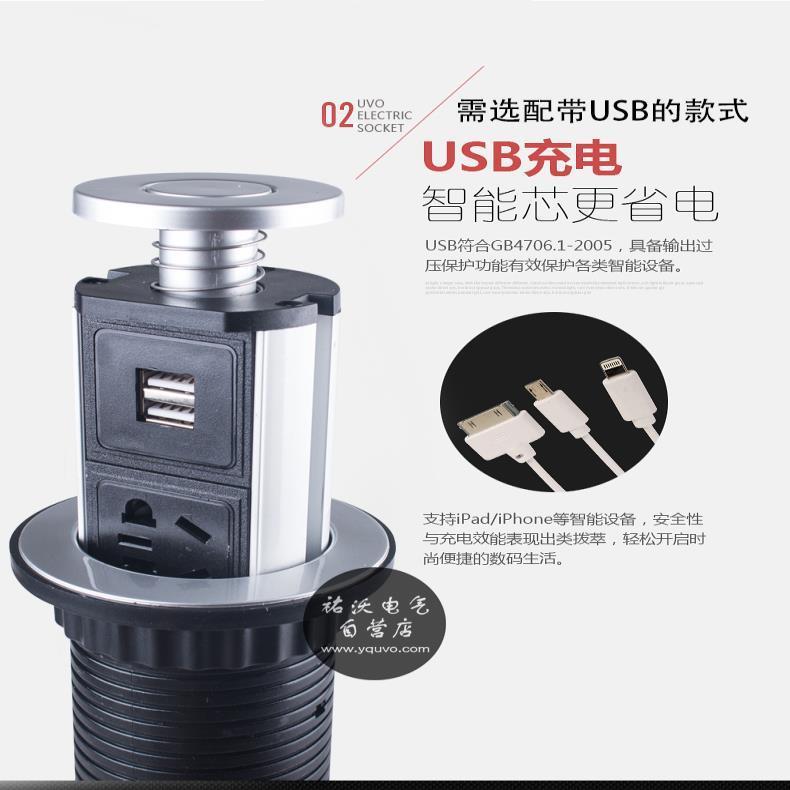 02
UVO
ELECTRIC
SOCKET
需选配带USB的款式
USB充电
智能芯更省电
USB符合GB4706.1-2005，具备输出过
压保护功能有效保护各类智能设备。
支持iPad/iPhone等智能设备，安全性
与充电效能表现出类拨萃，轻松开启时
尚便捷的数码生活。
祐沃电气
自营店
www.yquvo.com